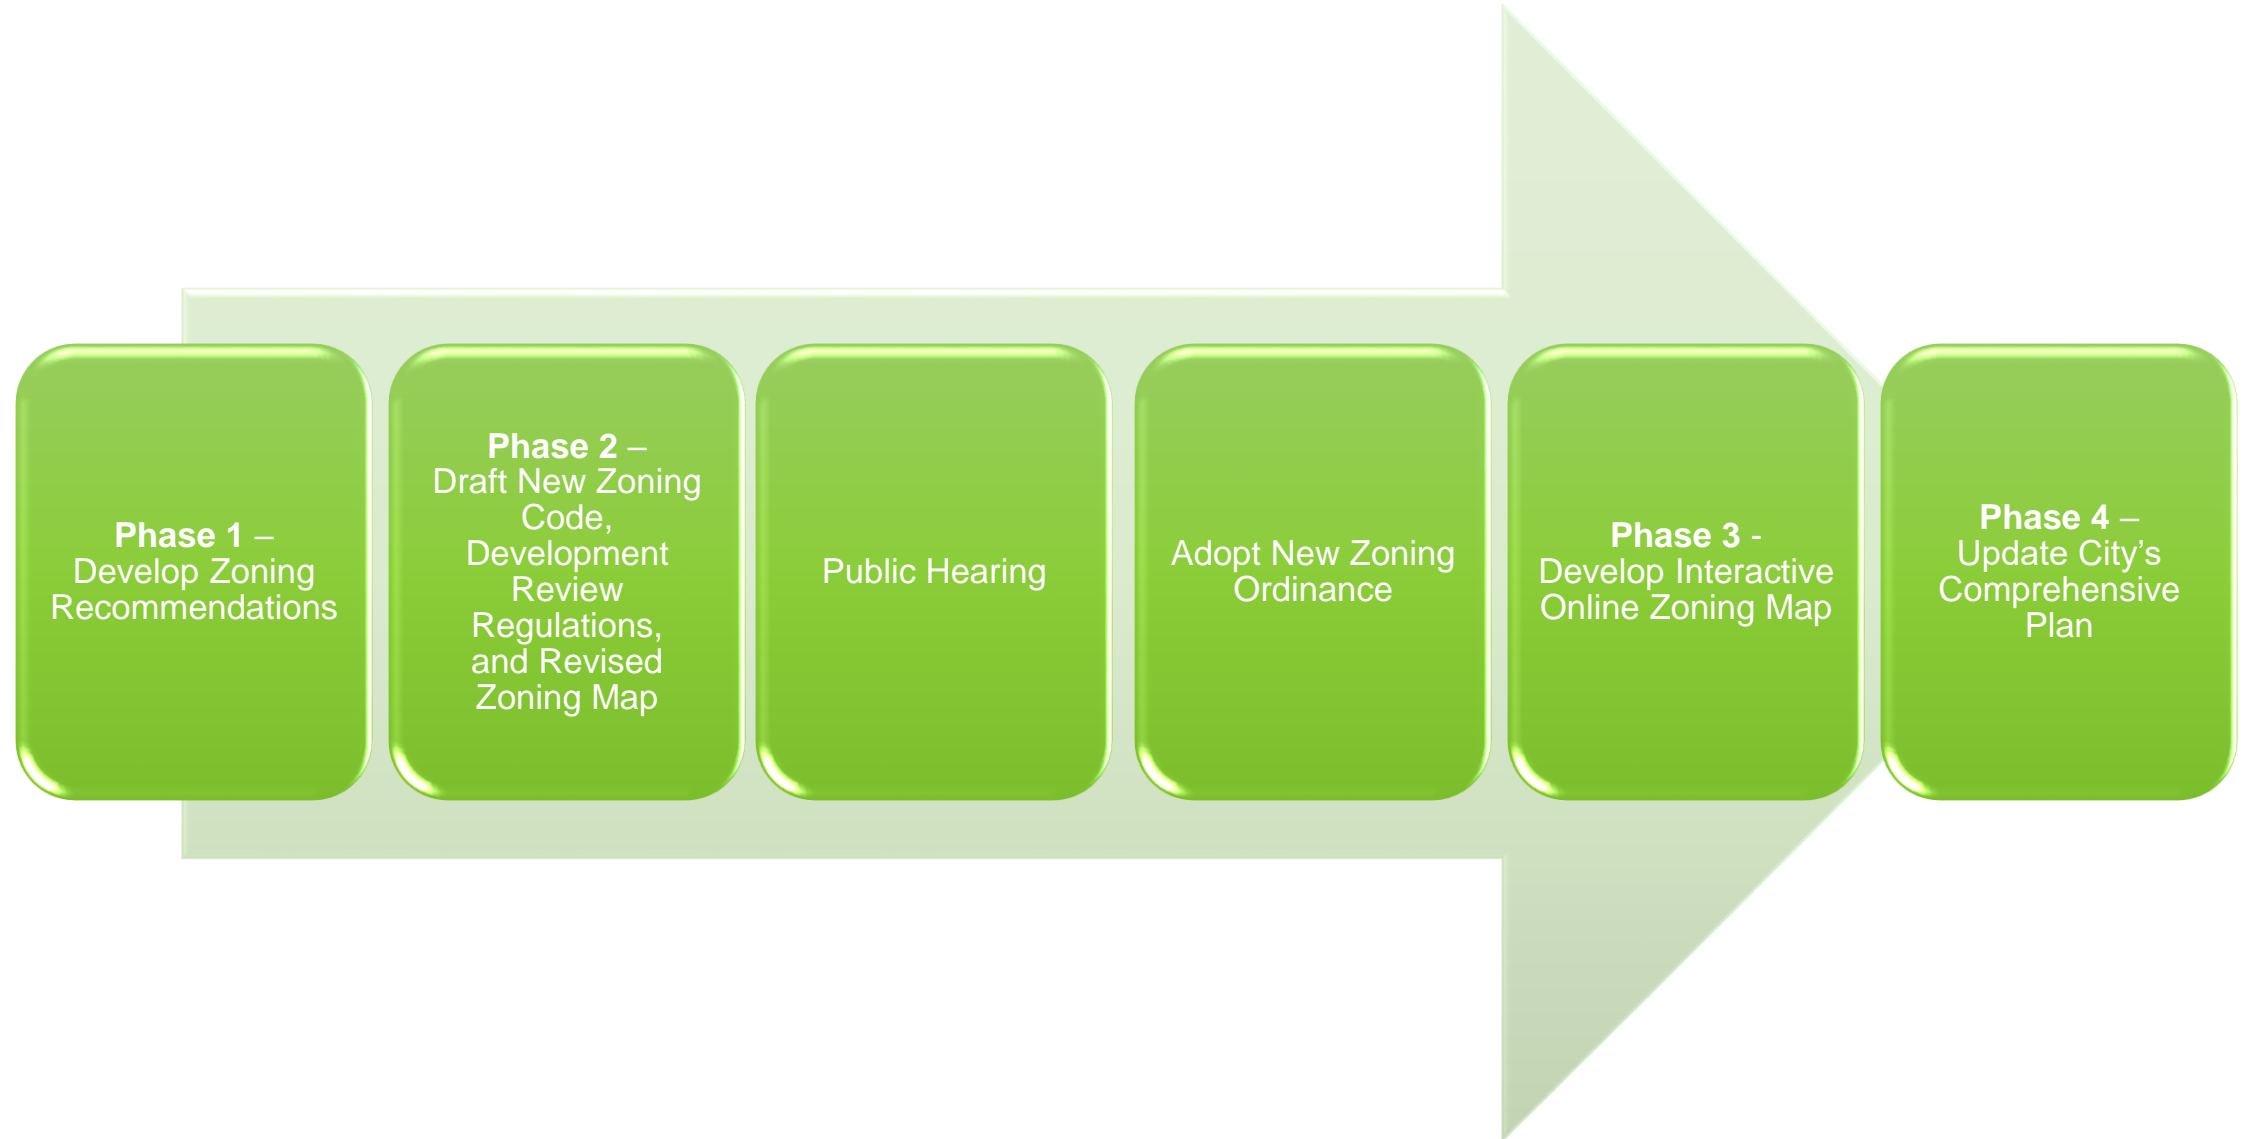 Phase 1 –
Develop Zoning
Recommendations
Phase 2 –
Draft New Zoning
Code,
Development
Review
Regulations,
and Revised
Zoning Map
Public Hearing
Adopt New Zoning
Ordinance
Phase 3 -
Develop Interactive
Online Zoning Map
Phase 4 –
Update City’s
Comprehensive
Plan